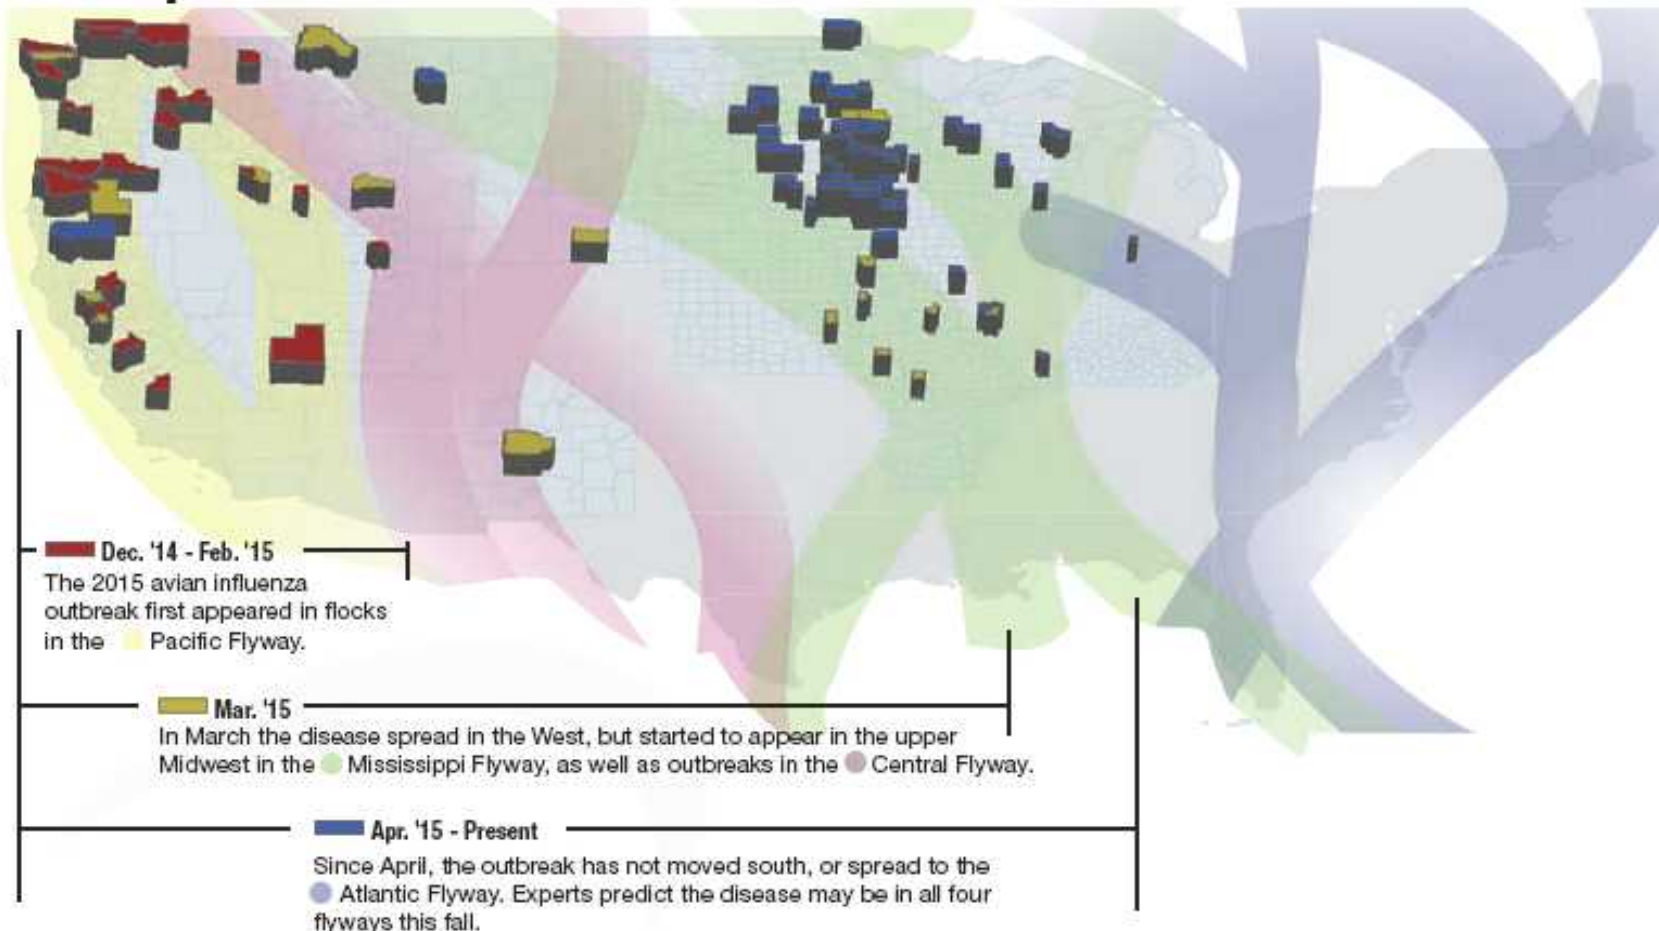 Dec. '14 - Feb. '15
The 2015 avian influenza
outbreak first appeared in flocks
in the Pacific Flyway.
Mar. '15
In March the disease spread in the West, but started to appear in the upper
Midwest in the Mississippi Flyway, as well as outbreaks in the Central Flyway.
Apr. '15 - Present
Since April, the outbreak has not moved south, or spread to the
Atlantic Flyway. Experts predict the disease may be in all four
flyways this fall.